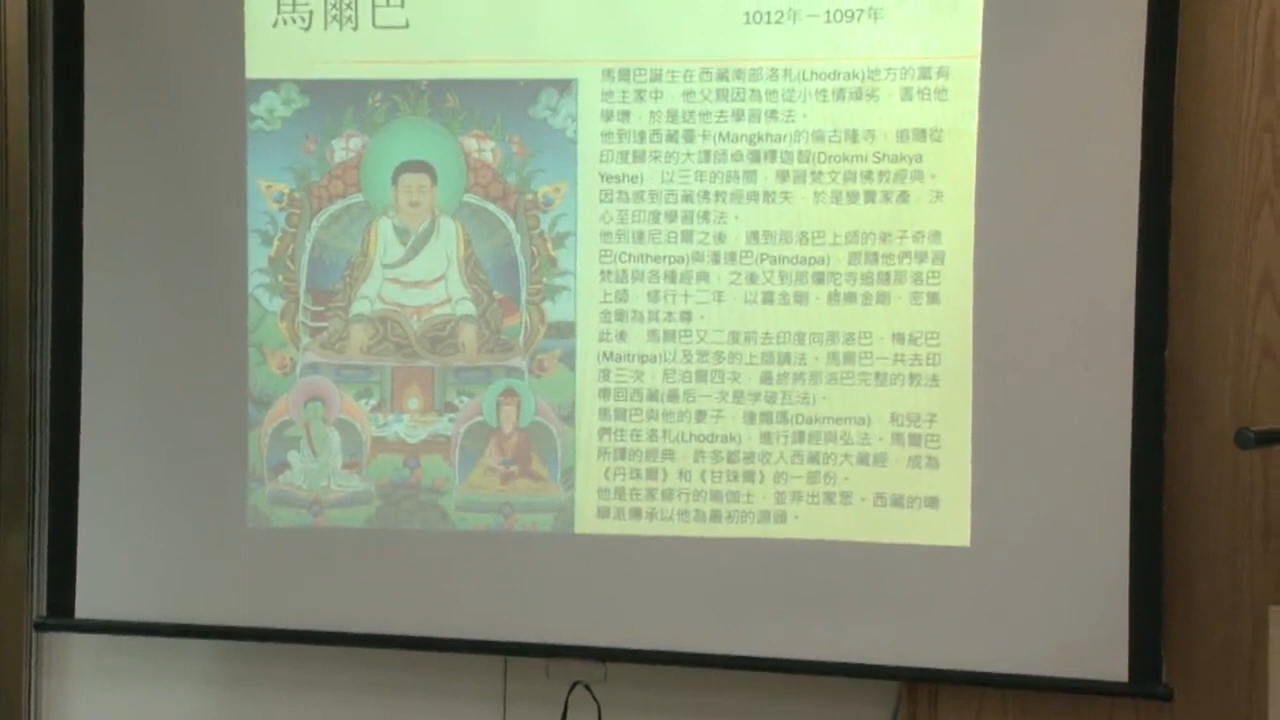 馬爾巴
1012年－1097年
馬爾巴誕生在西藏南部洛札(Lhodrak)地方的富有
地主家中，他父親因為他從小性情頑劣，害怕他
學壞，於是送他去學習佛法。
他到達西藏曼卡(Mangkhar)的倫古隆寺，追隨從
印度歸來的大譯師卓彌釋迦智(Drokmi Shakya
Yeshe)，以三年的時間，學習梵文與佛教經典。
因為感到西藏佛教經典散失，於是變賣家產，決
心至印度學習佛法。
他到達尼泊爾之後，遇到那洛巴上師的弟子奇德
巴(Chitherpa)與潘達巴(Paindapa)，跟隨他們學習
梵語與各種經典，之後又到那爛陀寺追隨那洛巴
上師，修行十二年，以喜金剛、勝樂金剛、密集
金剛為其本尊。
此後，馬爾巴又二度前去印度向那洛巴、梅紀巴
(Maitripa)以及眾多的上師請法。馬爾巴一共去印
度三次，尼泊爾四次，最終將那洛巴完整的教法
帶回西藏(最后一次是学破瓦法)。
馬爾巴與他的妻子，達媚瑪(Dakmema)，和兒子
們住在洛札(Lhodrak)，進行譯經與弘法。馬爾巴
所譯的經典，許多都被收入西藏的大藏經，成為
《丹珠爾》和《甘珠爾》的一部份。
他是在家修行的瑜伽士，並非出家眾。西藏的噶
舉派傳承以他為最初的源頭。